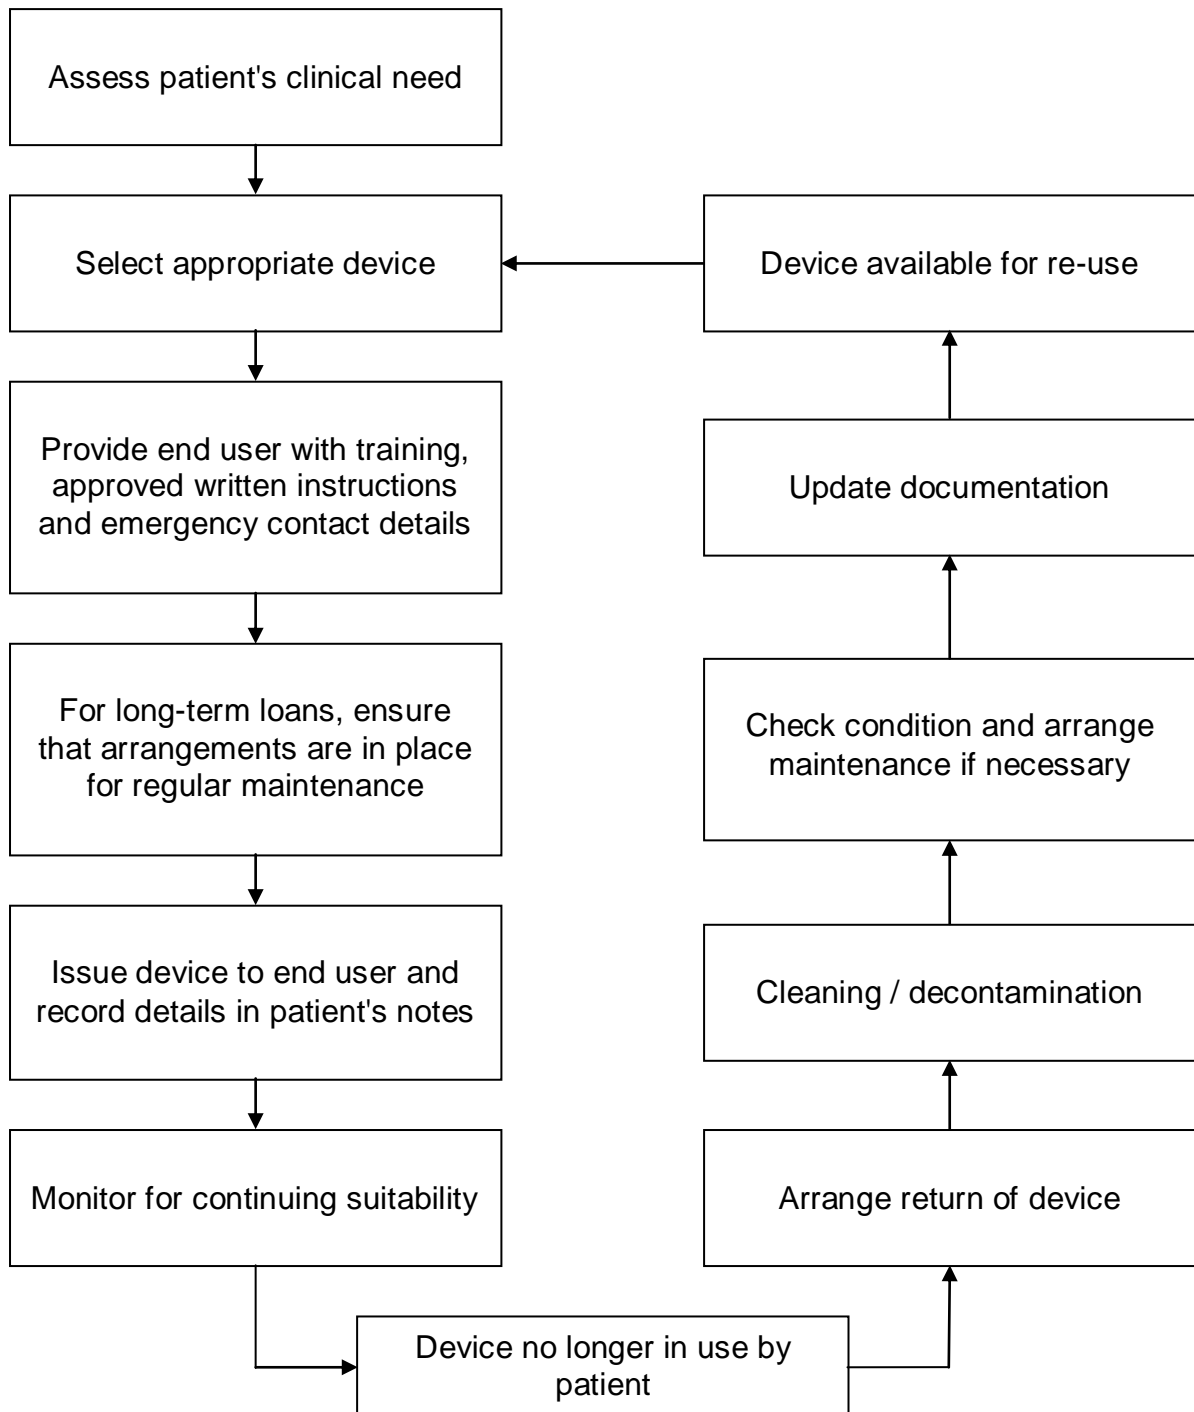 Assess patient's clinical need
Select appropriate device
Provide end user with training,
approved written instructions
and emergency contact details
For long-term loans, ensure
that arrangements are in place
for regular maintenance
Issue device to end user and
record details in patient's notes
Monitor for continuing suitability
Device no longer in use by
patient
Arrange return of device
Cleaning / decontamination
Check condition and arrange
maintenance if necessary
Update documentation
Device available for re-use